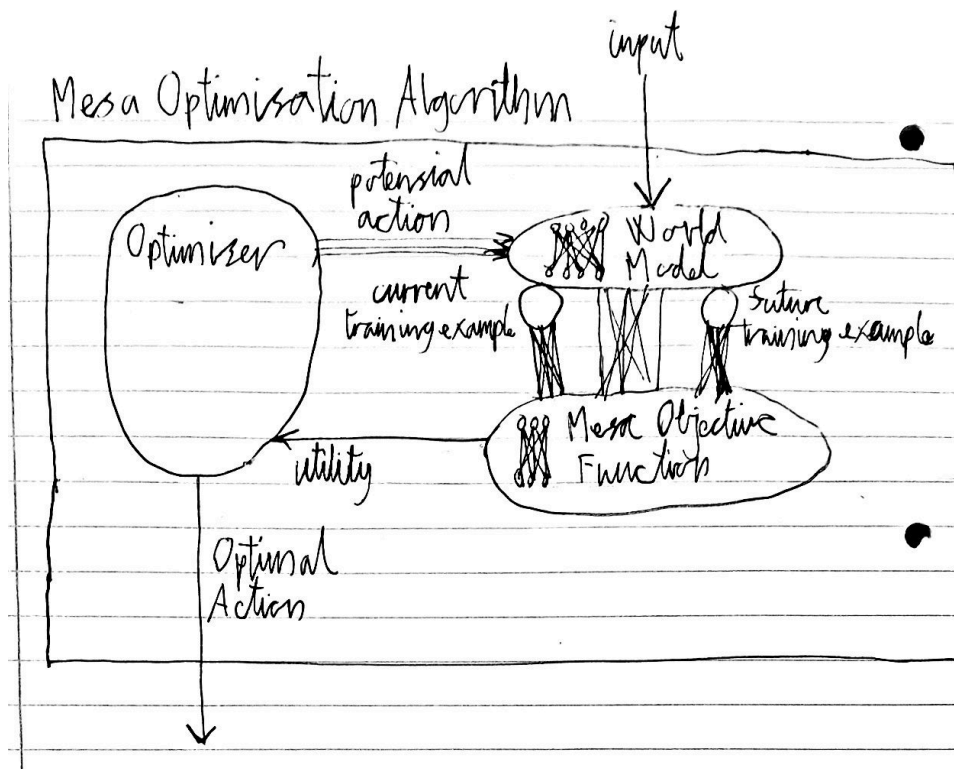 input
Mesa Optimisation Algorithm
potensial
action
Optimiser
World
Model
current
training example
future
training example
Mesa Objective
Function
utility
Optimal
Action